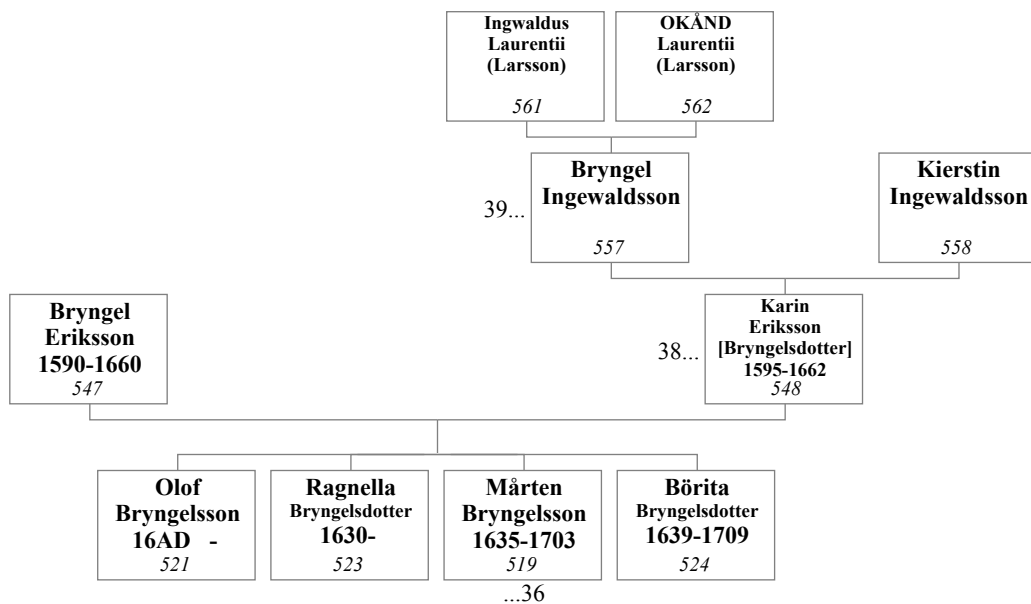 Ingwaldus
Laurentii
(Larsson)
561
OKÅND
Laurentii
(Larsson)
562
39...
Bryngel
Ingewaldsson
557
Kierstin
Ingewaldsson
558
Bryngel
Eriksson
1590-1660
547
38...
Karin
Eriksson
[Bryngelsdotter]
1595-1662
548
Olof
Bryngelsson
16AD -
521
Ragnella
Bryngelsdotter
1630-
523
Mårten
Bryngelsson
1635-1703
519
...36
Börita
Bryngelsdotter
1639-1709
524